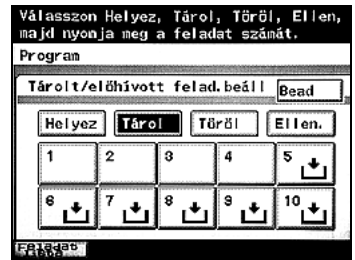 Válasszon Helyez, Tárol, Töröl, Ellen,
majd nyomja meg a feladat számát.
Program
Tárolt/előhívott felad.beáll Bead
Helyez Tárol Töröl Ellen.
1 2 3 4 5
6 7 8 9 10
Feladat